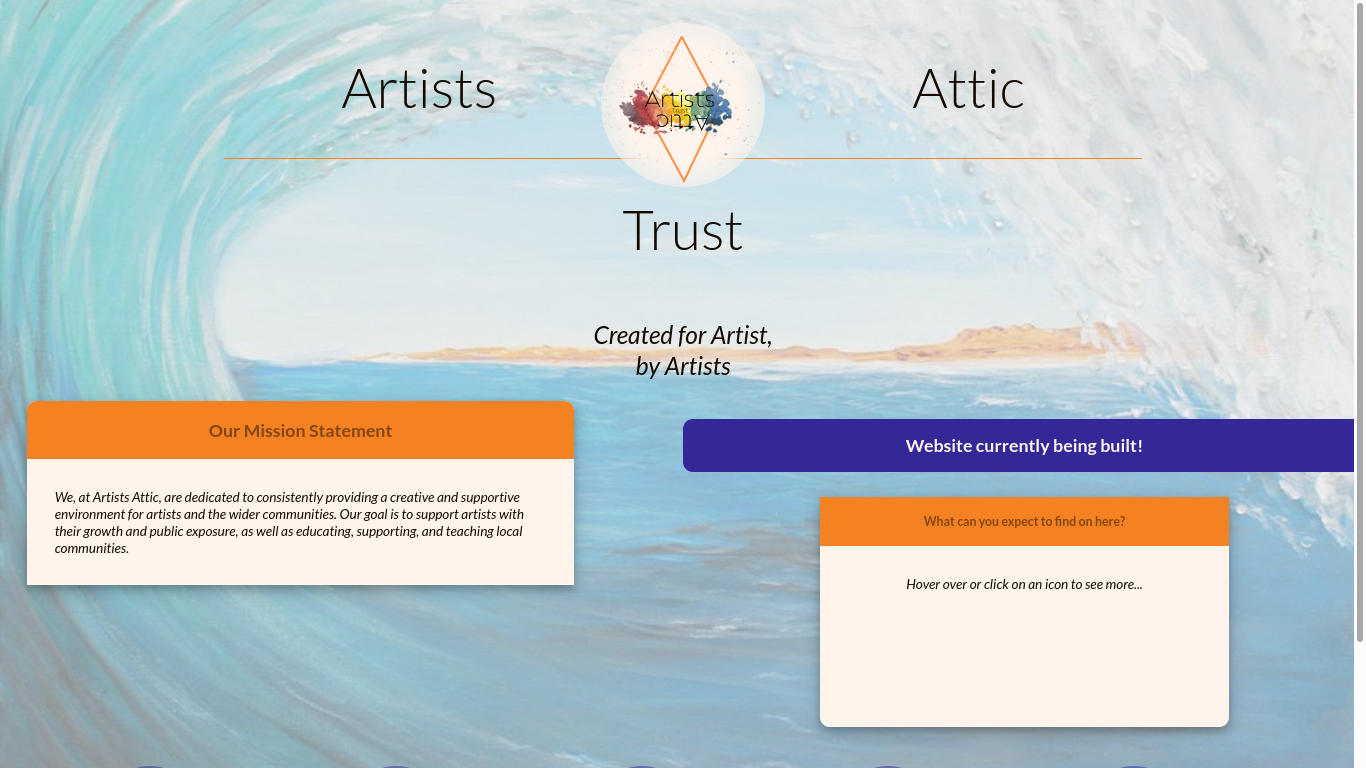 Artists
Attic
Artists
Trust
Attic
Trust
Created for Artist,
by Artists
Our Mission Statement
We, at Artists Attic, are dedicated to consistently providing a creative and supportive
environment for artists and the wider communities. Our goal is to support artists with
their growth and public exposure, as well as educating, supporting, and teaching local
communities.
Website currently being built!
What can you expect to find on here?
Hover over or click on an icon to see more...